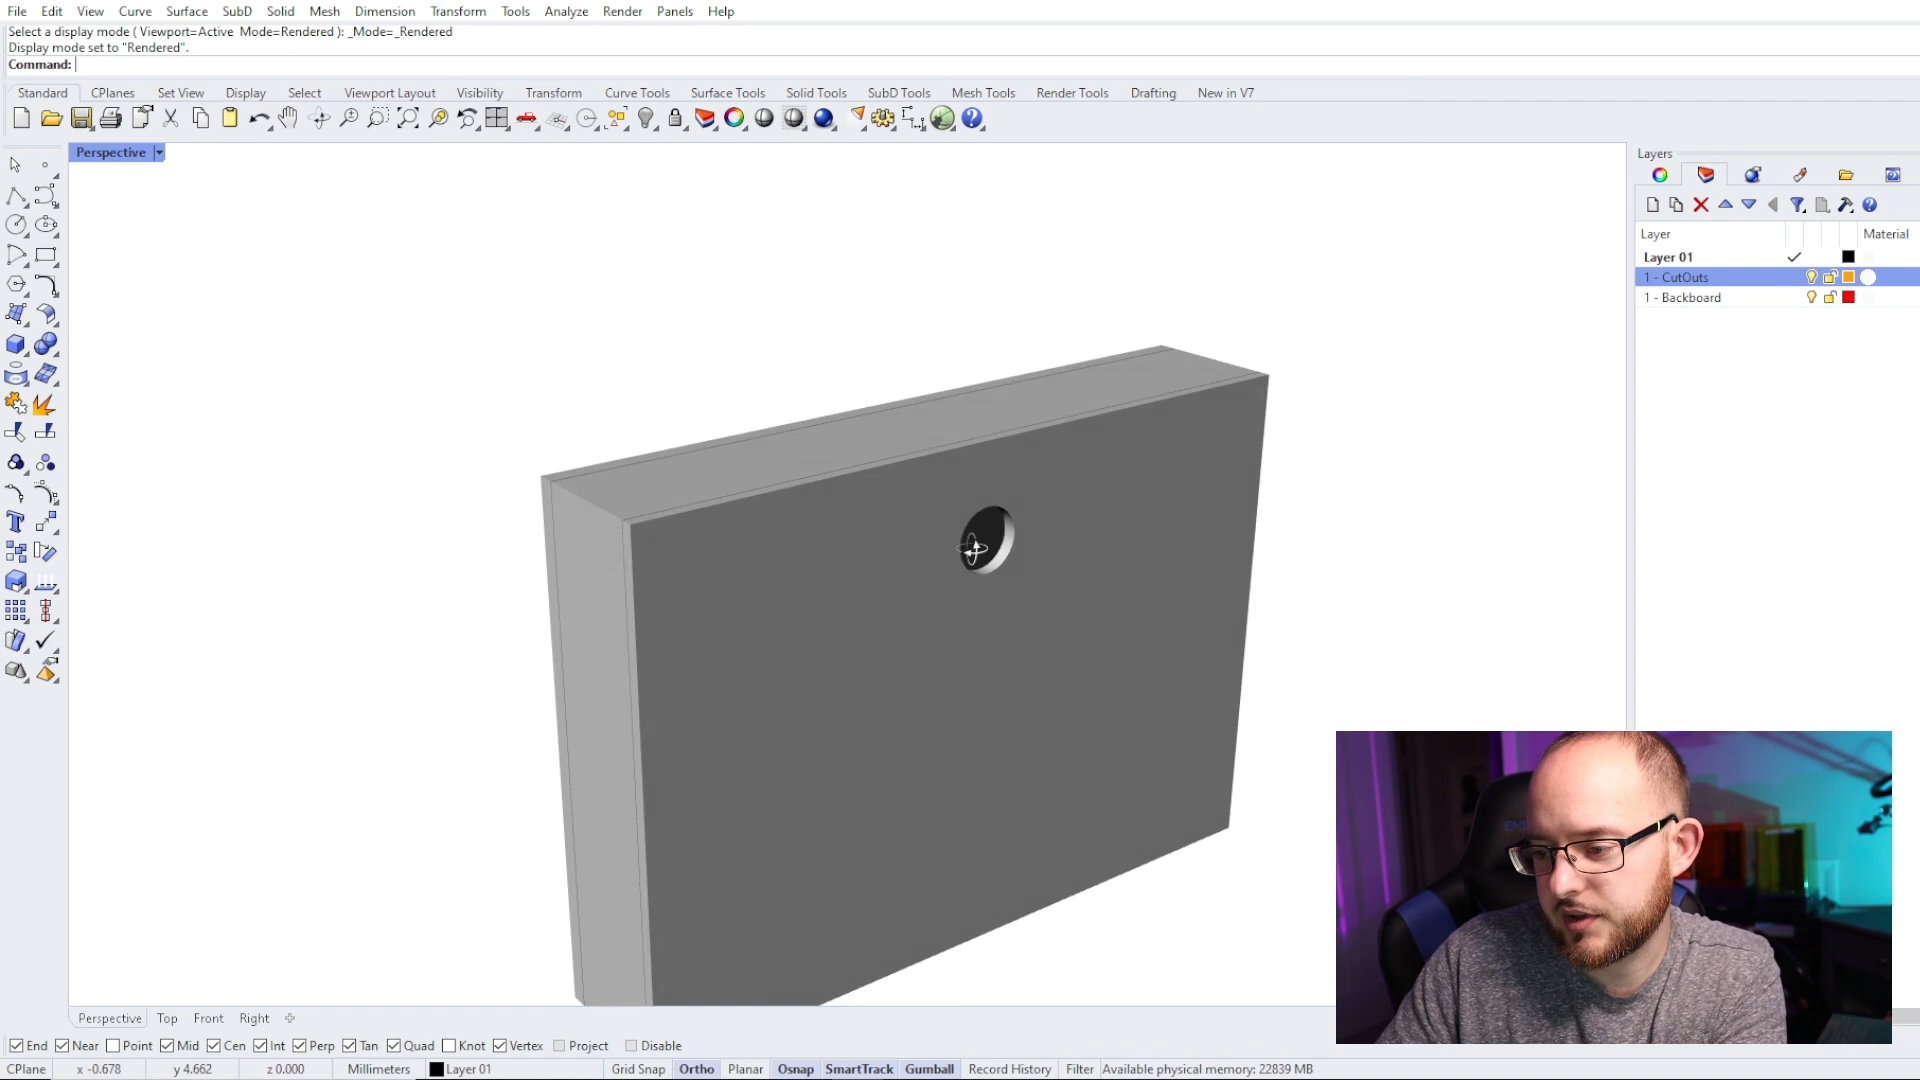 File Edit View Curve Surface SubD Solid Mesh Dimension Transform Tools Analyze Render Panels Help
Select a display mode ( Viewport=Active Mode=Rendered ): _Mode=_Rendered
Display mode set to "Rendered".
Command:
Standard CPlanes Set View Display Select Viewport Layout Visibility Transform Curve Tools Surface Tools Solid Tools SubD Tools Mesh Tools Render Tools Drafting New in V7
Perspective
Layers
Layer Material
Layer 01
1 - CutOuts
1 - Backboard
Perspective Top Front Right
End Near Point Mid Cen Int Perp Tan Quad Knot Vertex Project Disable
CPlane x -0.678 y 4.662 z 0.000 Millimeters Layer 01 Grid Snap Ortho Planar Osnap SmartTrack Gumball Record History Filter Available physical memory: 22839 MB